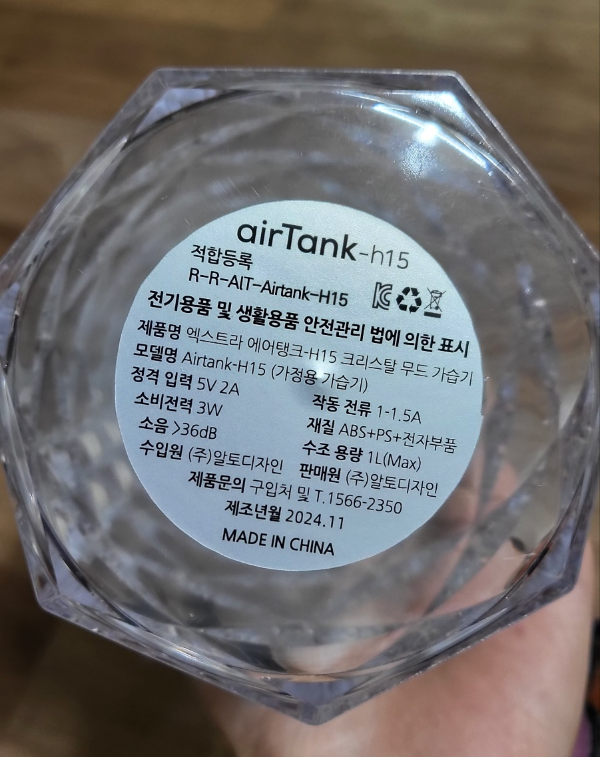 airTank-h15
적합등록
R-R-AIT-Airtank-H15
전기용품 및 생활용품 안전관리 법에 의한 표시
제품명 엑스트라 에어탱크-H15 크리스탈 무드 가습기
모델명 Airtank-H15 (가정용 가습기)
정격 입력 5V 2A 작동 전류 1-1.5A
소비전력 3W 재질 ABS+PS+전자부품
소음 >36dB 수조 용량 1L(Max)
수입원 (주)알토디자인 판매원 (주)알토디자인
제품문의 구입처 및 T.1566-2350
제조년월 2024.11
MADE IN CHINA